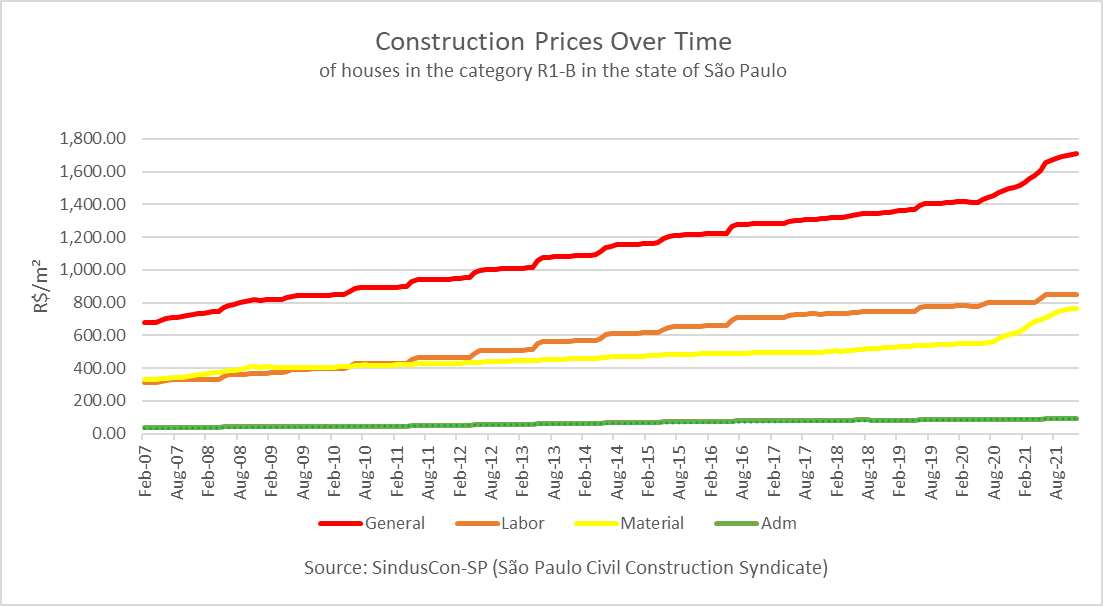 Construction Prices Over Time
of houses in the category R1-B in the state of São Paulo
R$/m²
1,800.00
1,600.00
1,400.00
1,200.00
1,000.00
800.00
600.00
400.00
200.00
0.00
Feb-07
Aug-07
Feb-08
Aug-08
Feb-09
Aug-09
Feb-10
Aug-10
Feb-11
Aug-11
Feb-12
Aug-12
Feb-13
Aug-13
Feb-14
Aug-14
Feb-15
Aug-15
Feb-16
Aug-16
Feb-17
Aug-17
Feb-18
Aug-18
Feb-19
Aug-19
Feb-20
Aug-20
Feb-21
Aug-21
General Labor Material Adm
Source: SindusCon-SP (São Paulo Civil Construction Syndicate)